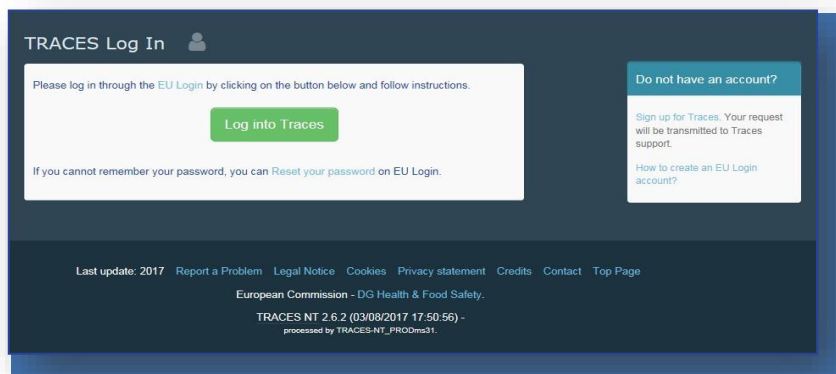 TRACES Log In
Please log in through the EU Login by clicking on the button below and follow instructions.
Log into Traces
If you cannot remember your password, you can Reset your password on EU Login.
Do not have an account?
Sign up for Traces. Your request
will be transmitted to Traces
support.
How to create an EU Login
account?
Last update: 2017 Report a Problem Legal Notice Cookies Privacy statement Credits Contact Top Page
European Commission - DG Health & Food Safety.
TRACES NT 2.6.2 (03/08/2017 17:50:56) -
processed by TRACES-NT_PRODms31.